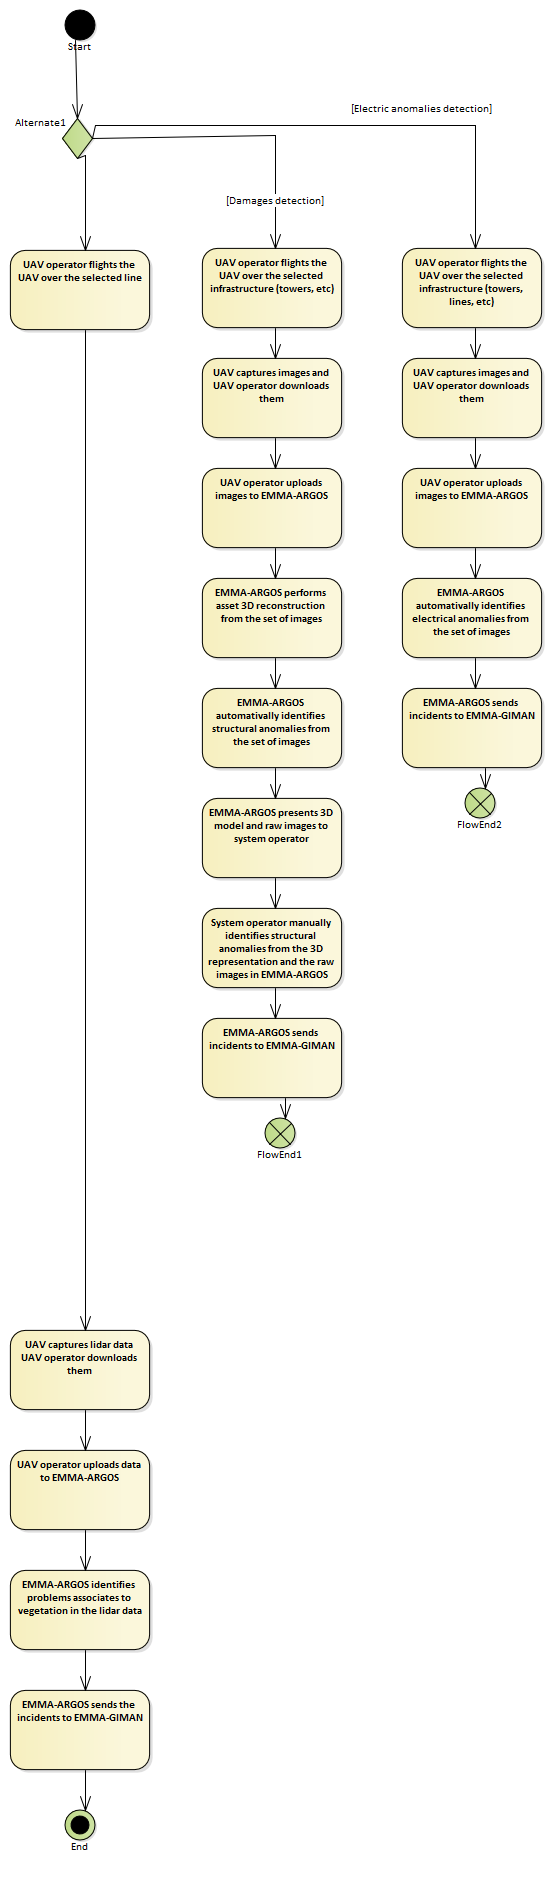 Start
Alternate1
[Electric anomalies detection]
[Damages detection]
UAV operator flights the
UAV over the selected line
UAV operator flights the
UAV over the selected
infrastructure (towers, etc)
UAV operator flights the
UAV over the selected
infrastructure (towers,
lines, etc)
UAV captures images and
UAV operator downloads
them
UAV captures images and
UAV operator downloads
them
UAV operator uploads
images to EMMA-ARGOS
UAV operator uploads
images to EMMA-ARGOS
EMMA-ARGOS performs
asset 3D reconstruction
from the set of images
EMMA-ARGOS
automativally identifies
electrical anomalies from
the set of images
EMMA-ARGOS
automativally identifies
structural anomalies from
the set of images
EMMA-ARGOS sends
incidents to EMMA-GIMAN
EMMA-ARGOS presents 3D
model and raw images to
system operator
FlowEnd2
System operator manually
identifies structural
anomalies from the 3D
representation and the raw
images in EMMA-ARGOS
EMMA-ARGOS sends
incidents to EMMA-GIMAN
FlowEnd1
UAV captures lidar data
UAV operator downloads
them
UAV operator uploads data
to EMMA-ARGOS
EMMA-ARGOS identifies
problems associates to
vegetation in the lidar data
EMMA-ARGOS sends the
incidents to EMMA-GIMAN
End